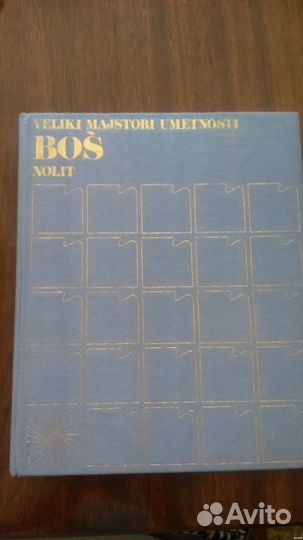 VELIKI MAJSTORI UMETNOSTI
BOŠ
NOLIT
Avito